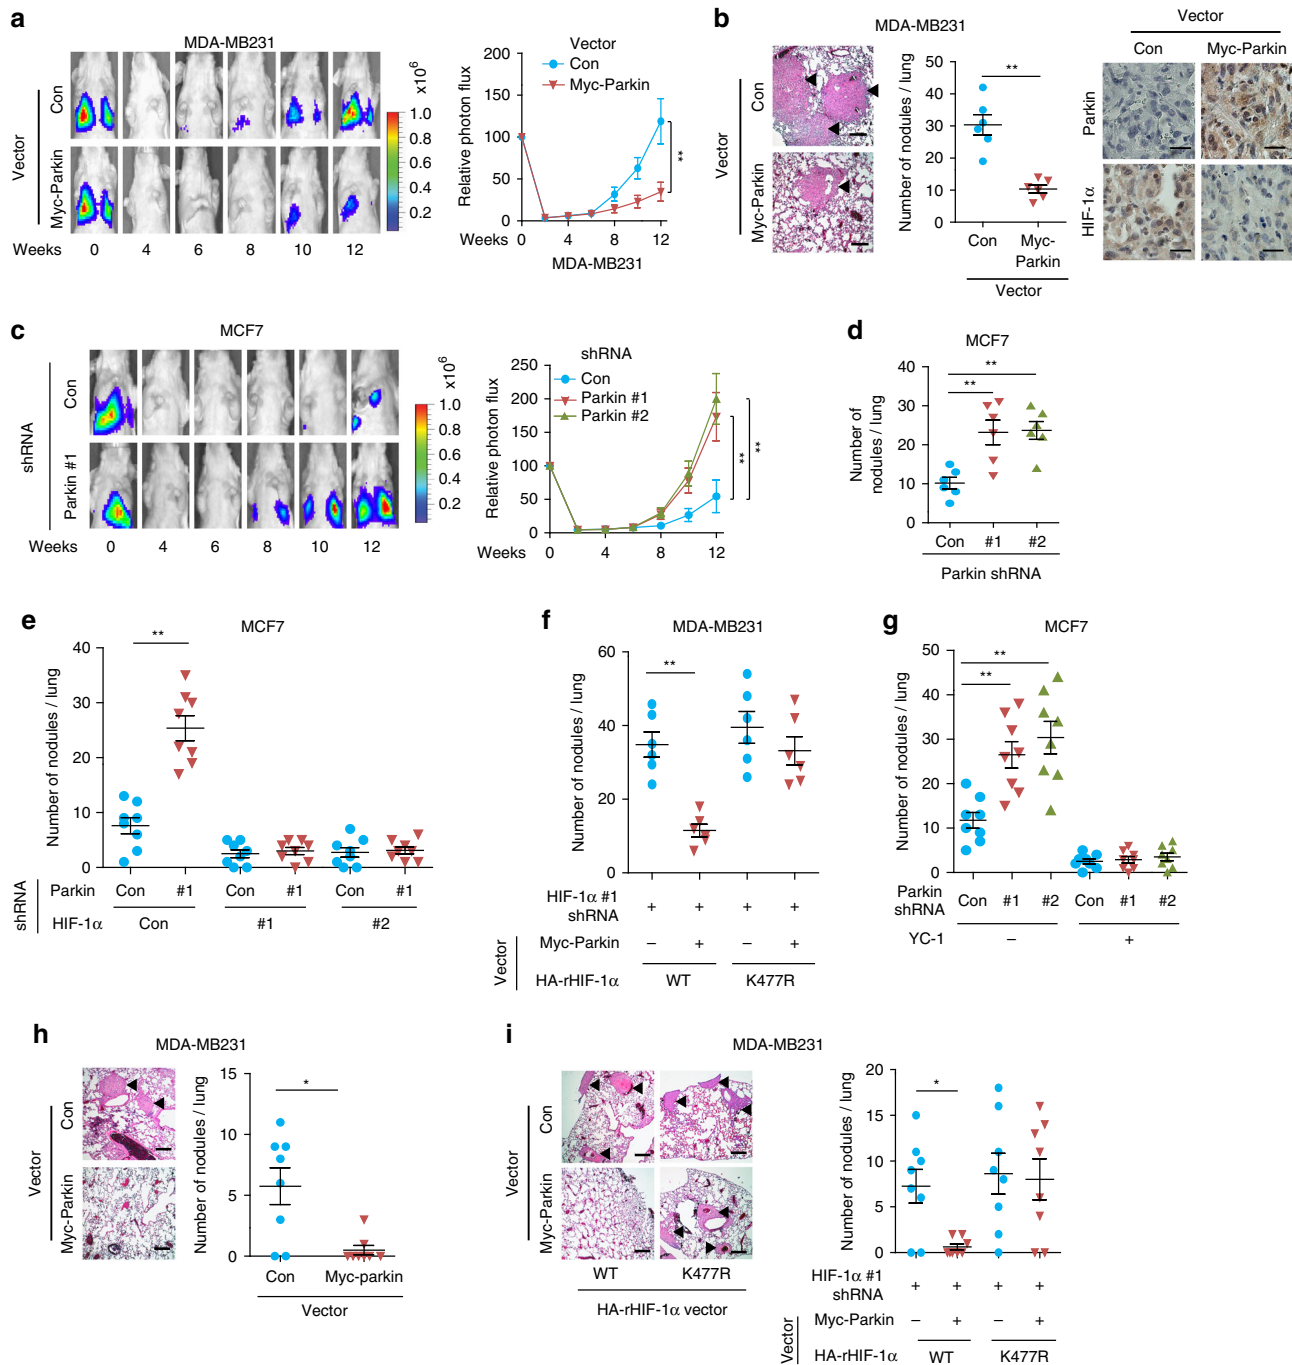 a
MDA-MB231
Vector
Con
Myc-Parkin
x10⁶
1.0
0.8
0.6
0.4
0.2
Weeks 0 4 6 8 10 12
Vector
Con
Myc-Parkin
Relative photon flux
200
150
100
50
0
Weeks 0 4 8 12
**
MDA-MB231
b
MDA-MB231
Vector
Con
Myc-Parkin
Number of nodules / lung
50
40
30
20
10
0
**
Con Myc-
Parkin
Vector
Vector
Con Myc-Parkin
Parkin
HIF-1α
c
MCF7
shRNA
Con
Parkin #1
x10⁶
1.0
0.8
0.6
0.4
0.2
Weeks 0 4 6 8 10 12
shRNA
Con
Parkin #1
Parkin #2
Relative photon flux
250
200
150
100
50
0
Weeks 0 4 8 12
** **
d
MCF7
Number of
nodules / lung
40
30
20
10
0
**
**
Con #1 #2
Parkin shRNA
e
MCF7
Number of nodules / lung
40
30
20
10
0
**
shRNA
Parkin Con #1 Con #1 Con #1
HIF-1α Con #1 #2
f
MDA-MB231
Number of nodules / lung
60
40
20
0
**
HIF-1α #1
shRNA + + + +
Vector
Myc-Parkin – + – +
HA-rHIF-1α WT K477R
g
MCF7
Number of nodules / lung
50
40
30
20
10
0
**
**
Parkin
shRNA Con #1 #2 Con #1 #2
YC-1 – +
h
MDA-MB231
Vector
Con
Myc-Parkin
Number of nodules / lung
15
10
5
0
*
Con Myc-parkin
Vector
i
MDA-MB231
Vector
Con
Myc-Parkin
WT K477R
HA-rHIF-1α vector
Number of nodules / lung
20
15
10
5
0
*
HIF-1α #1
shRNA + + + +
Vector
Myc-Parkin – + – +
HA-rHIF-1α WT K477R